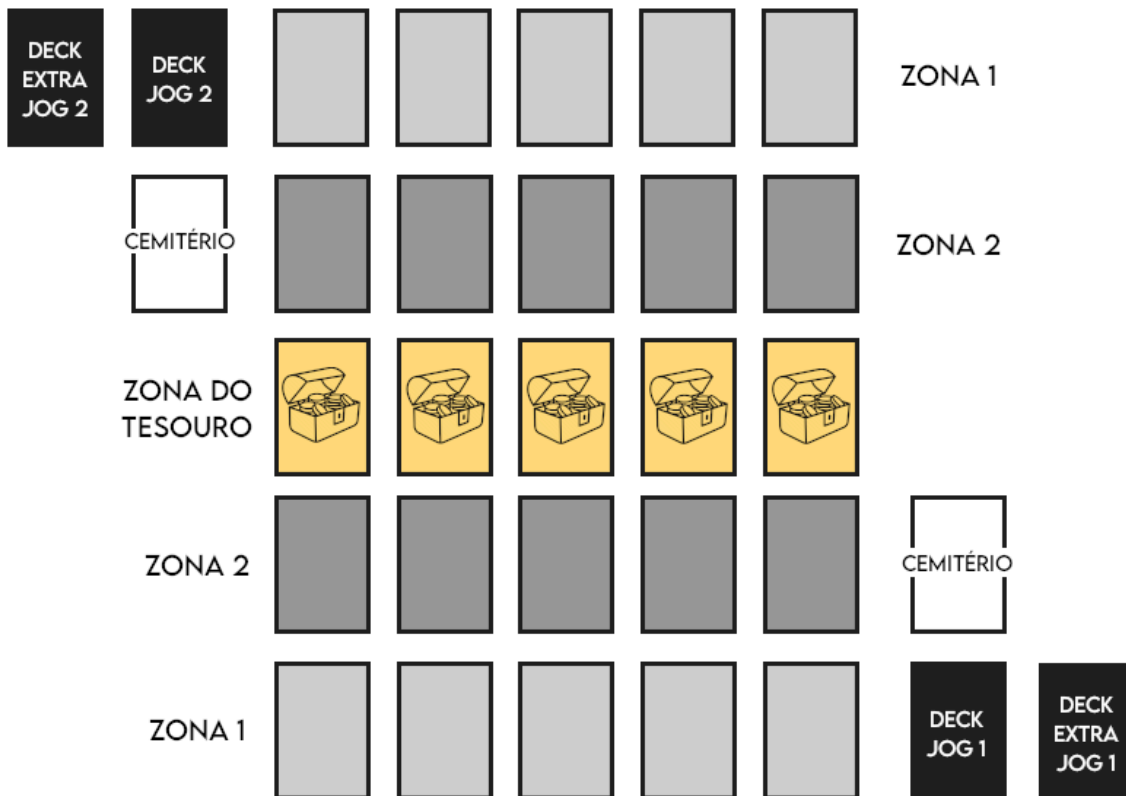 DECK
EXTRA
JOG 2
DECK
JOG 2
ZONA 1
CEMITÉRIO
ZONA 2
ZONA DO
TESOURO
ZONA 2
CEMITÉRIO
ZONA 1
DECK
JOG 1
DECK
EXTRA
JOG 1